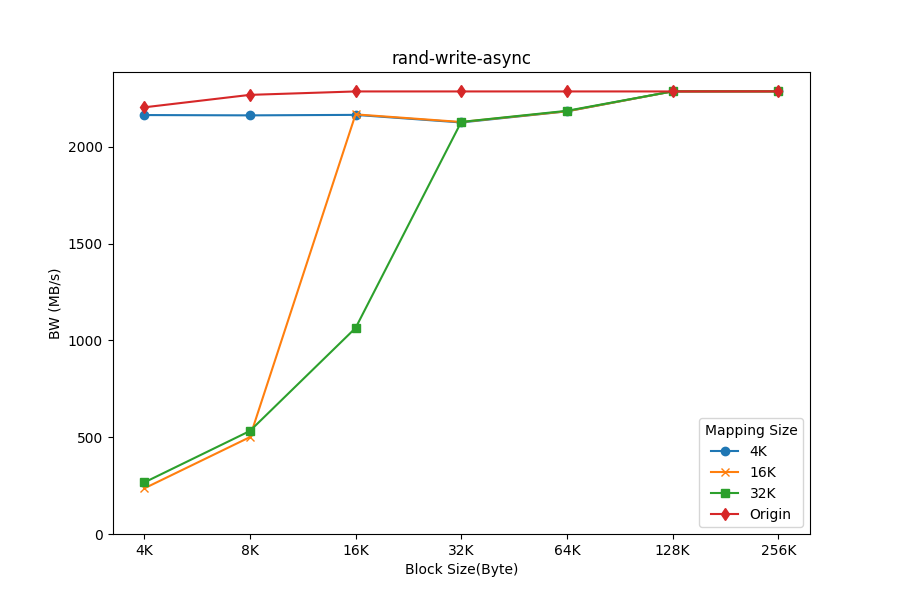 rand-write-async
BW (MB/s)
2000
1500
1000
500
0
4K
8K
16K
32K
64K
128K
256K
Block Size(Byte)
Mapping Size
4K
16K
32K
Origin